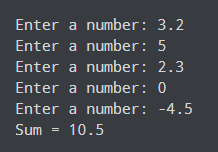 Enter a number: 3.2
Enter a number: 5
Enter a number: 2.3
Enter a number: 0
Enter a number: -4.5
Sum = 10.5